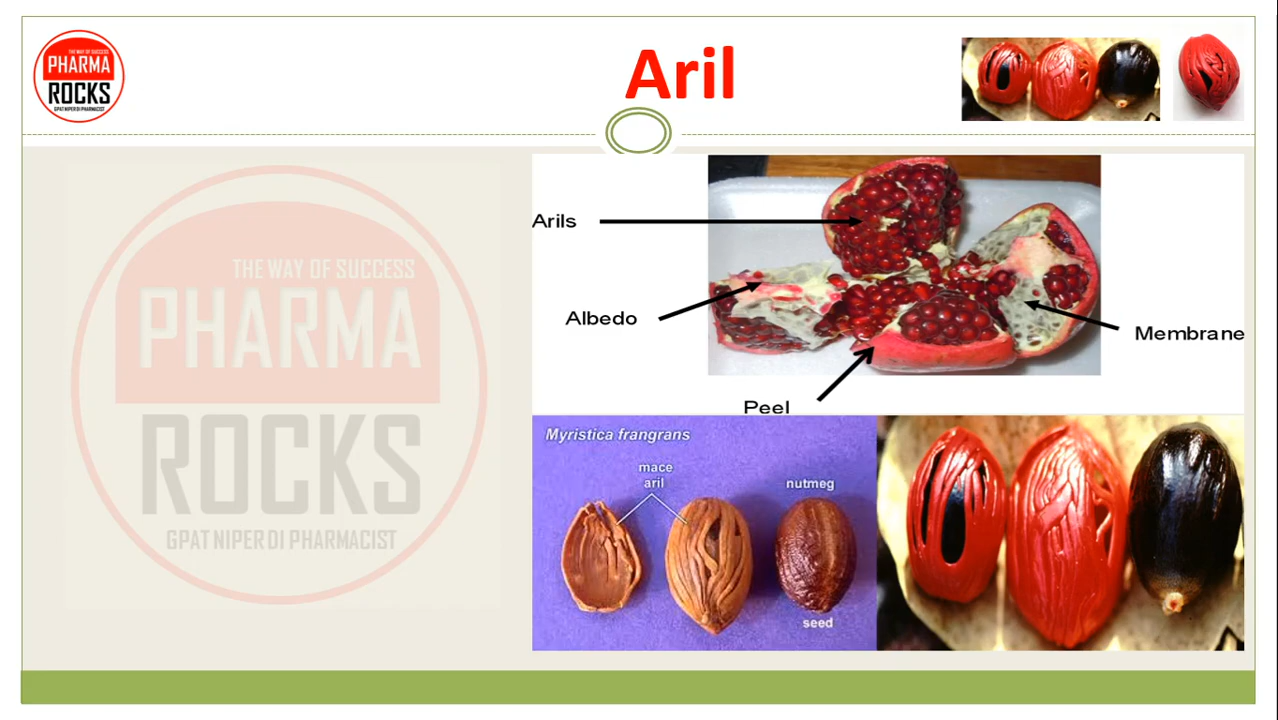 THE WAY OF SUCCESS
PHARMA
ROCKS
GPAT NIPER DI PHARMACIST
Aril
THE WAY OF SUCCESS
PHARMA
ROCKS
GPAT NIPER DI PHARMACIST
Arils
Albedo
Membrane
Peel
Myristica frangrans
mace
aril
nutmeg
seed